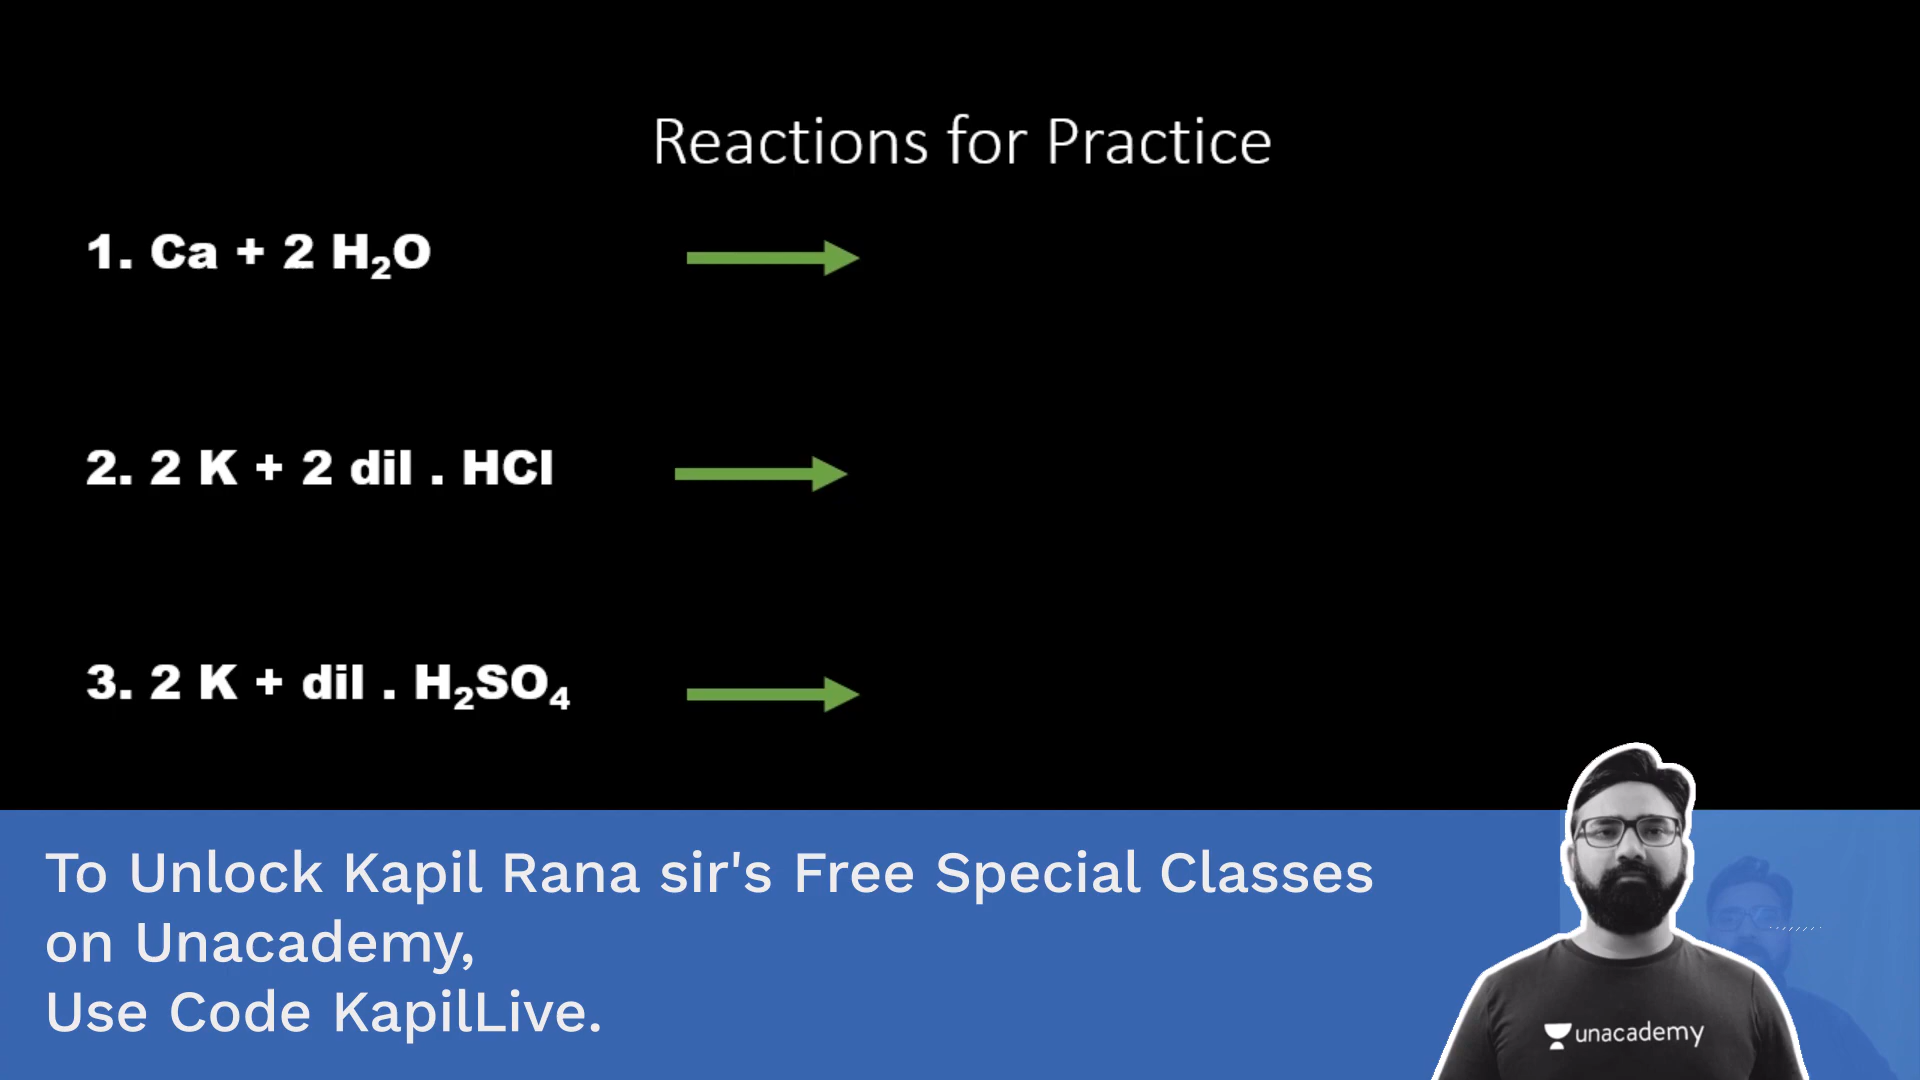 Reactions for Practice
1. Ca + 2 H₂O
2. 2 K + 2 dil . HCl
3. 2 K + dil . H₂SO₄
To Unlock Kapil Rana sir's Free Special Classes
on Unacademy,
Use Code KapilLive.
unacademy